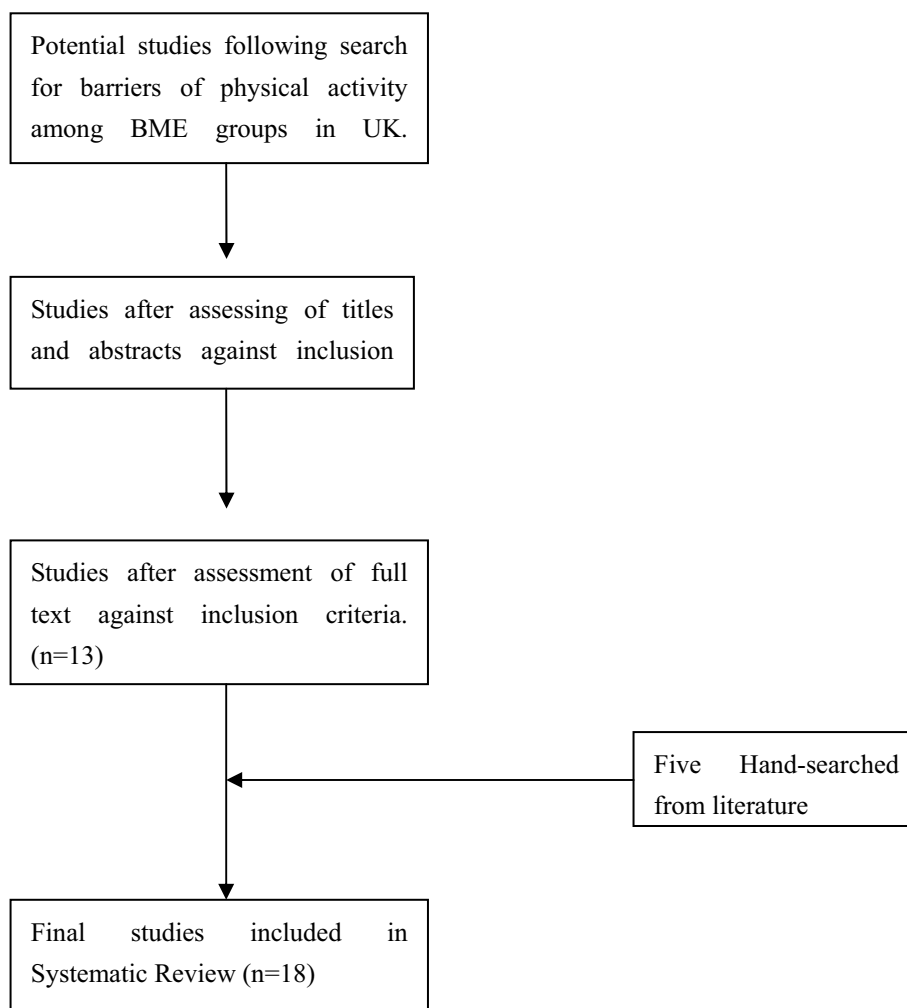 Potential studies following search
for barriers of physical activity
among BME groups in UK.
Studies after assessing of titles
and abstracts against inclusion
Studies after assessment of full
text against inclusion criteria.
(n=13)
Five Hand-searched
from literature
Final studies included in
Systematic Review (n=18)